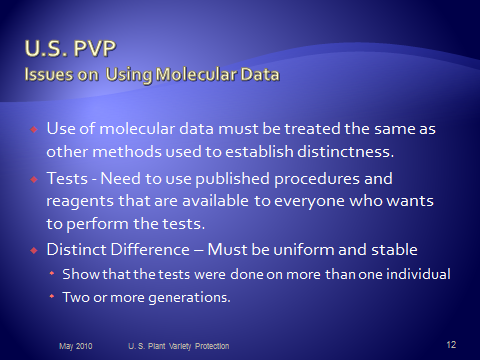 U.S. PVP
Issues on Using Molecular Data
Use of molecular data must be treated the same as
other methods used to establish distinctness.
Tests - Need to use published procedures and
reagents that are available to everyone who wants
to perform the tests.
Distinct Difference – Must be uniform and stable
Show that the tests were done on more than one individual
Two or more generations.
May 2010 U. S. Plant Variety Protection 12